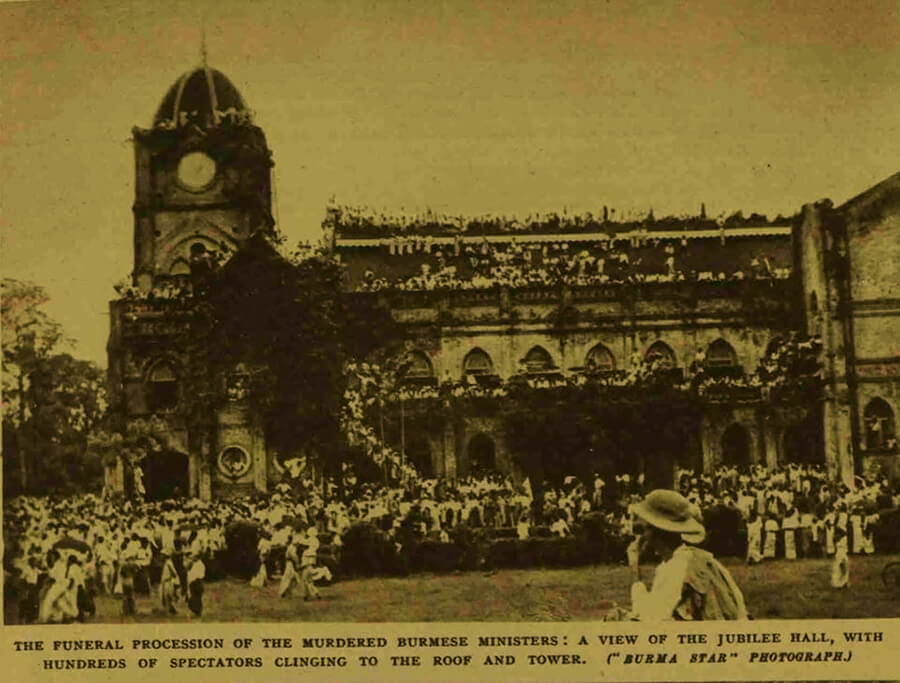 THE FUNERAL PROCESSION OF THE MURDERED BURMESE MINISTERS: A VIEW OF THE JUBILEE HALL, WITH
HUNDREDS OF SPECTATORS CLINGING TO THE ROOF AND TOWER. ("BURMA STAR" PHOTOGRAPH.)